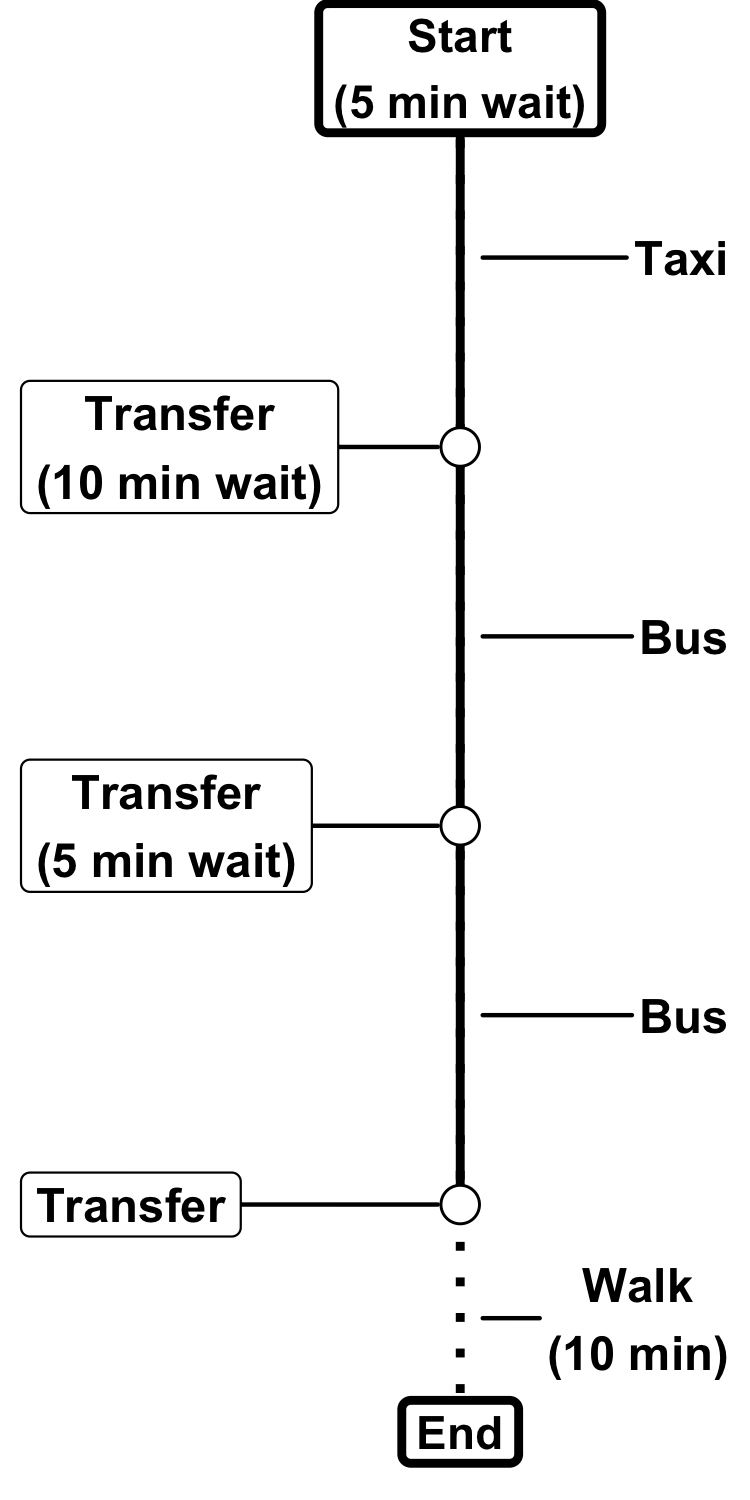 Start
(5 min wait)
Taxi
Transfer
(10 min wait)
Bus
Transfer
(5 min wait)
Bus
Transfer
Walk
(10 min)
End